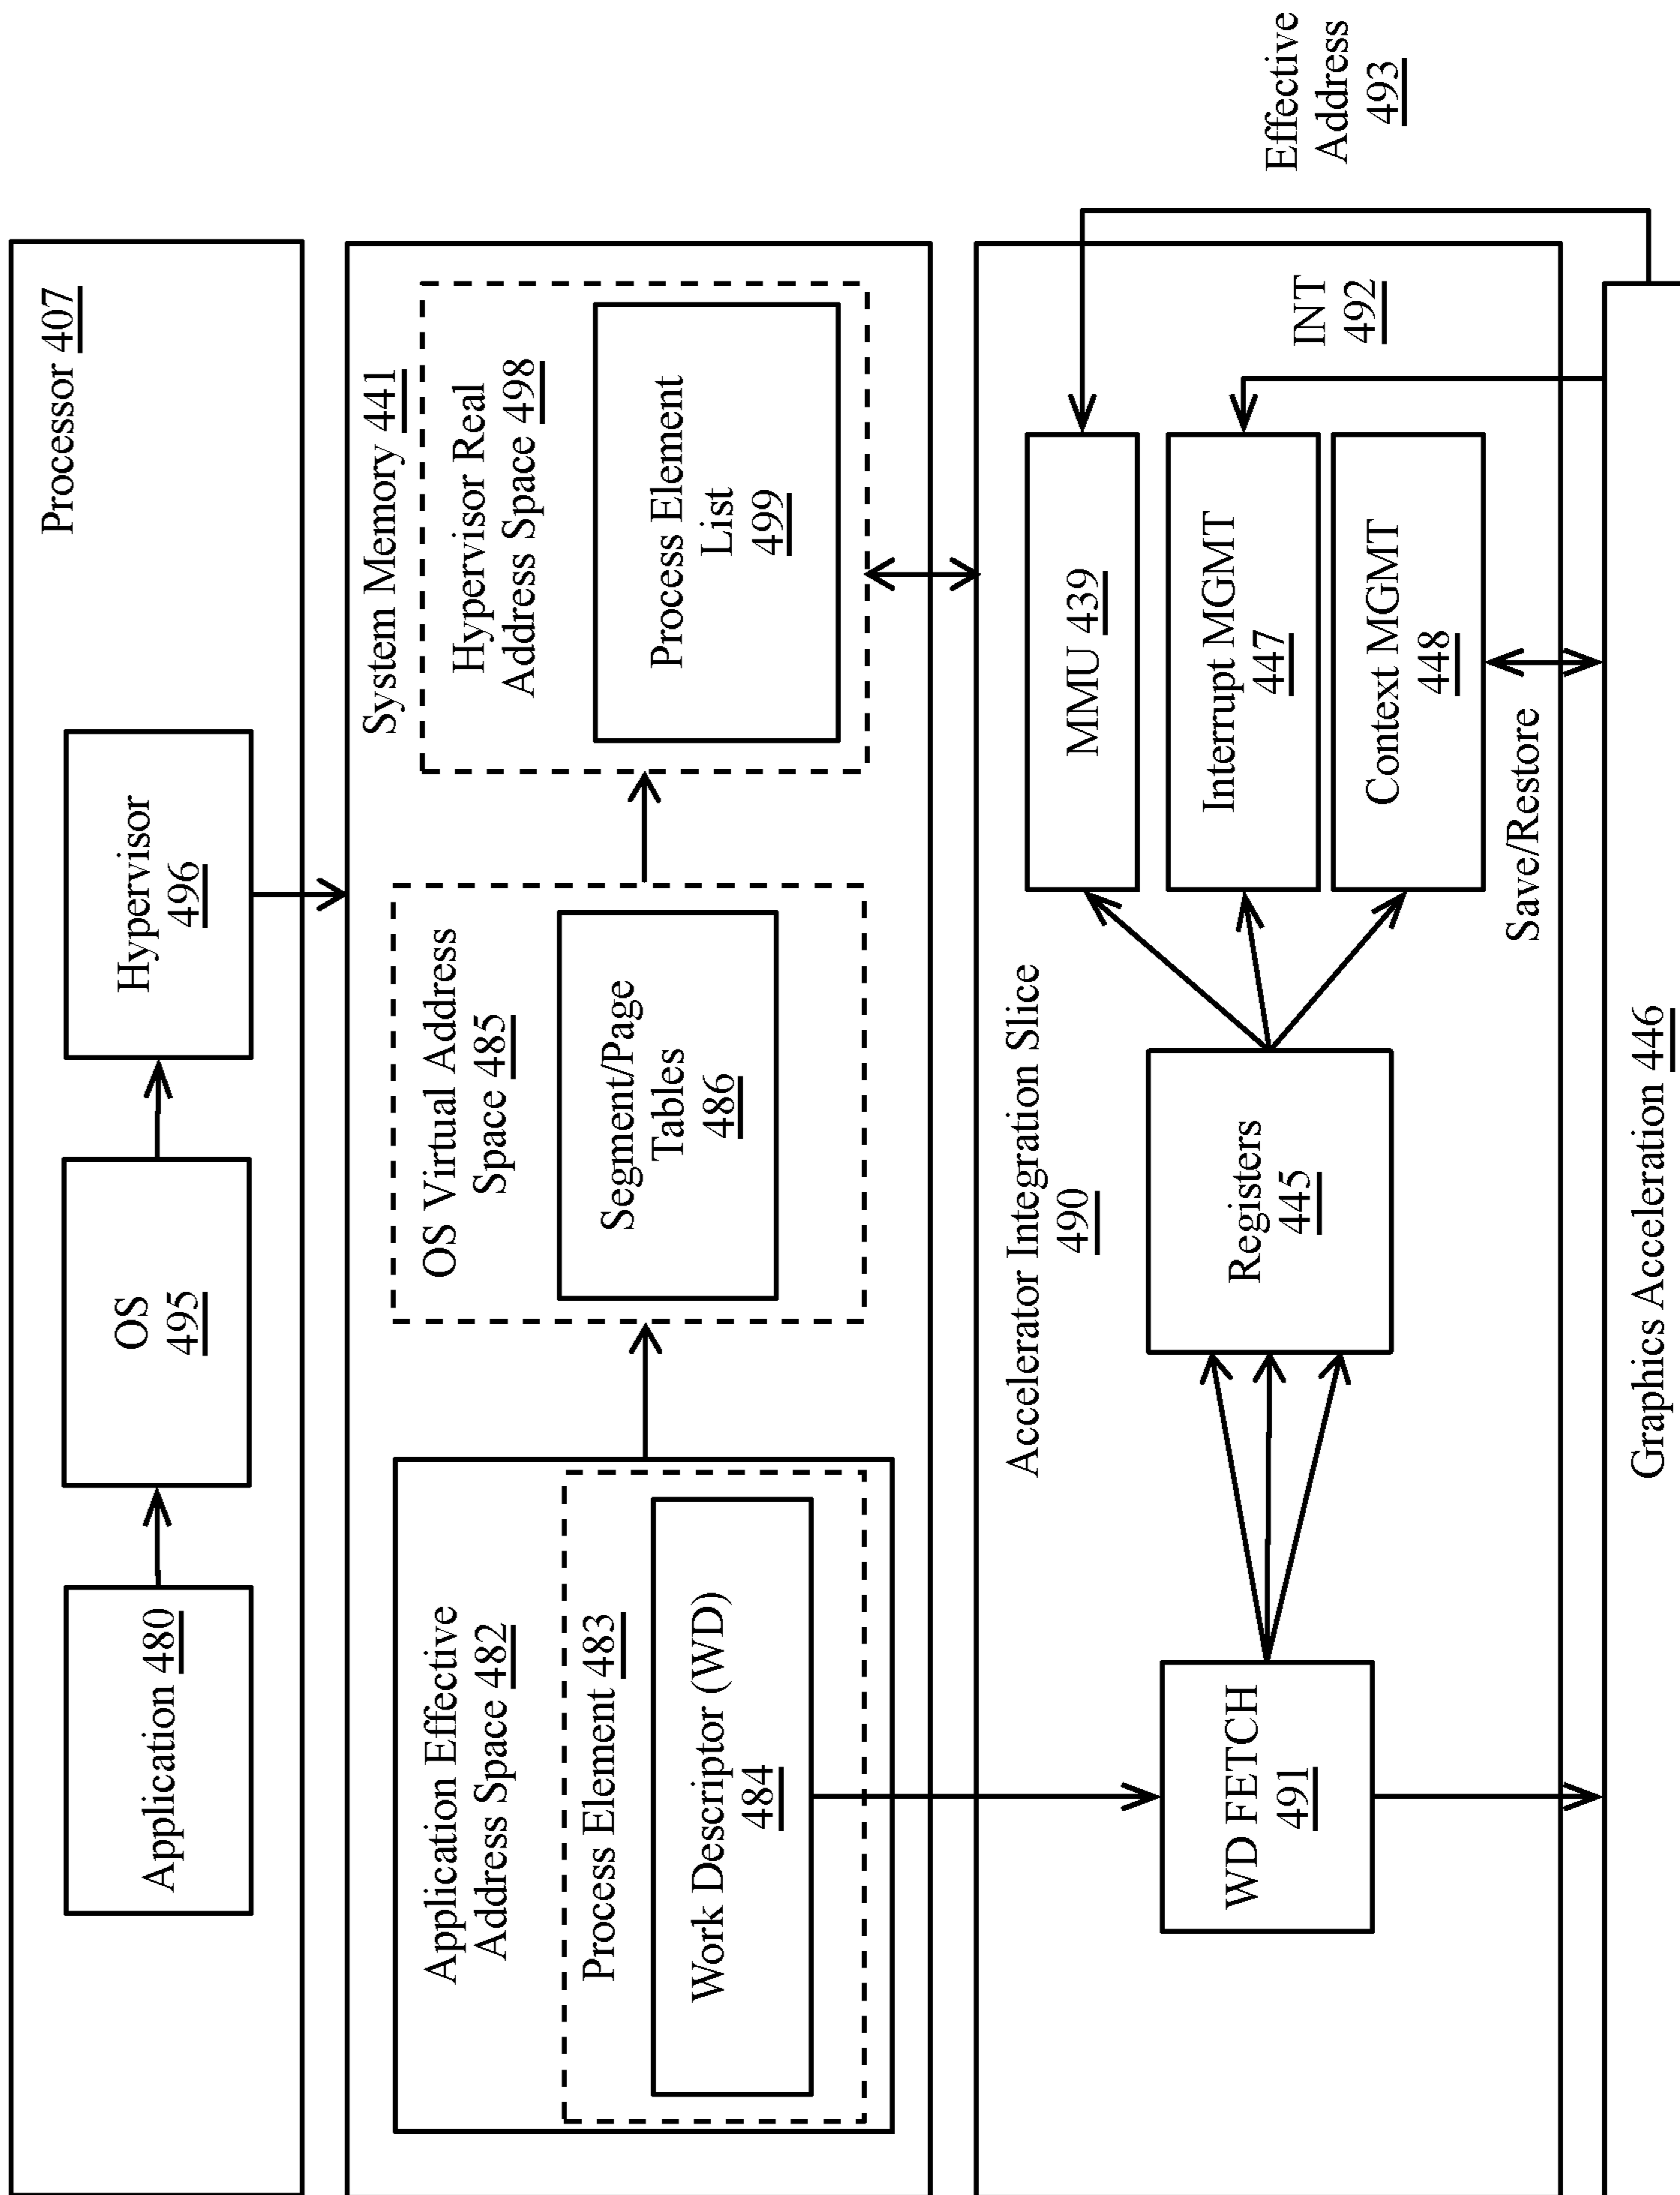 Processor 407
Application 480
OS
495
Hypervisor
496
System Memory 441
Application Effective
Address Space 482
Process Element 483
Work Descriptor (WD)
484
OS Virtual Address
Space 485
Segment/Page
Tables
486
Hypervisor Real
Address Space 498
Process Element
List
499
Accelerator Integration Slice
490
WD FETCH
491
Registers
445
MMU 439
Interrupt MGMT
447
Context MGMT
448
Save/Restore
INT
492
Effective
Address
493
Graphics Acceleration 446